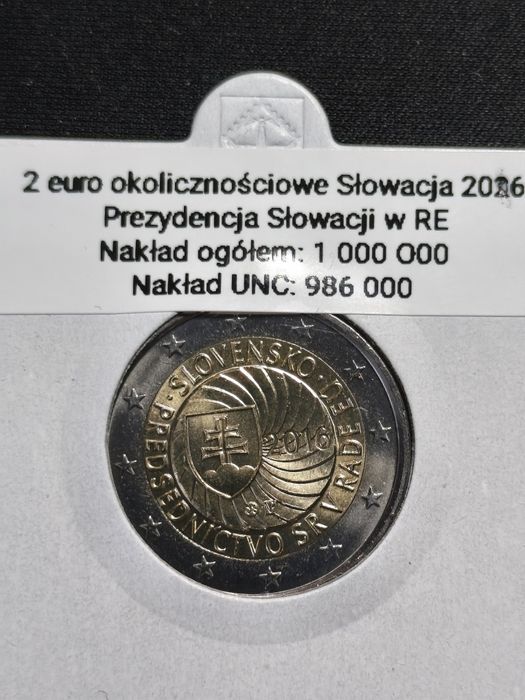 2 euro okolicznościowe Słowacja 2016
Prezydencja Słowacji w RE
Nakład ogółem: 1 000 000
Nakład UNC: 986 000
· SLOVENSKO ·
PREDSEDNÍCTVO SR V RADE EÚ
2016